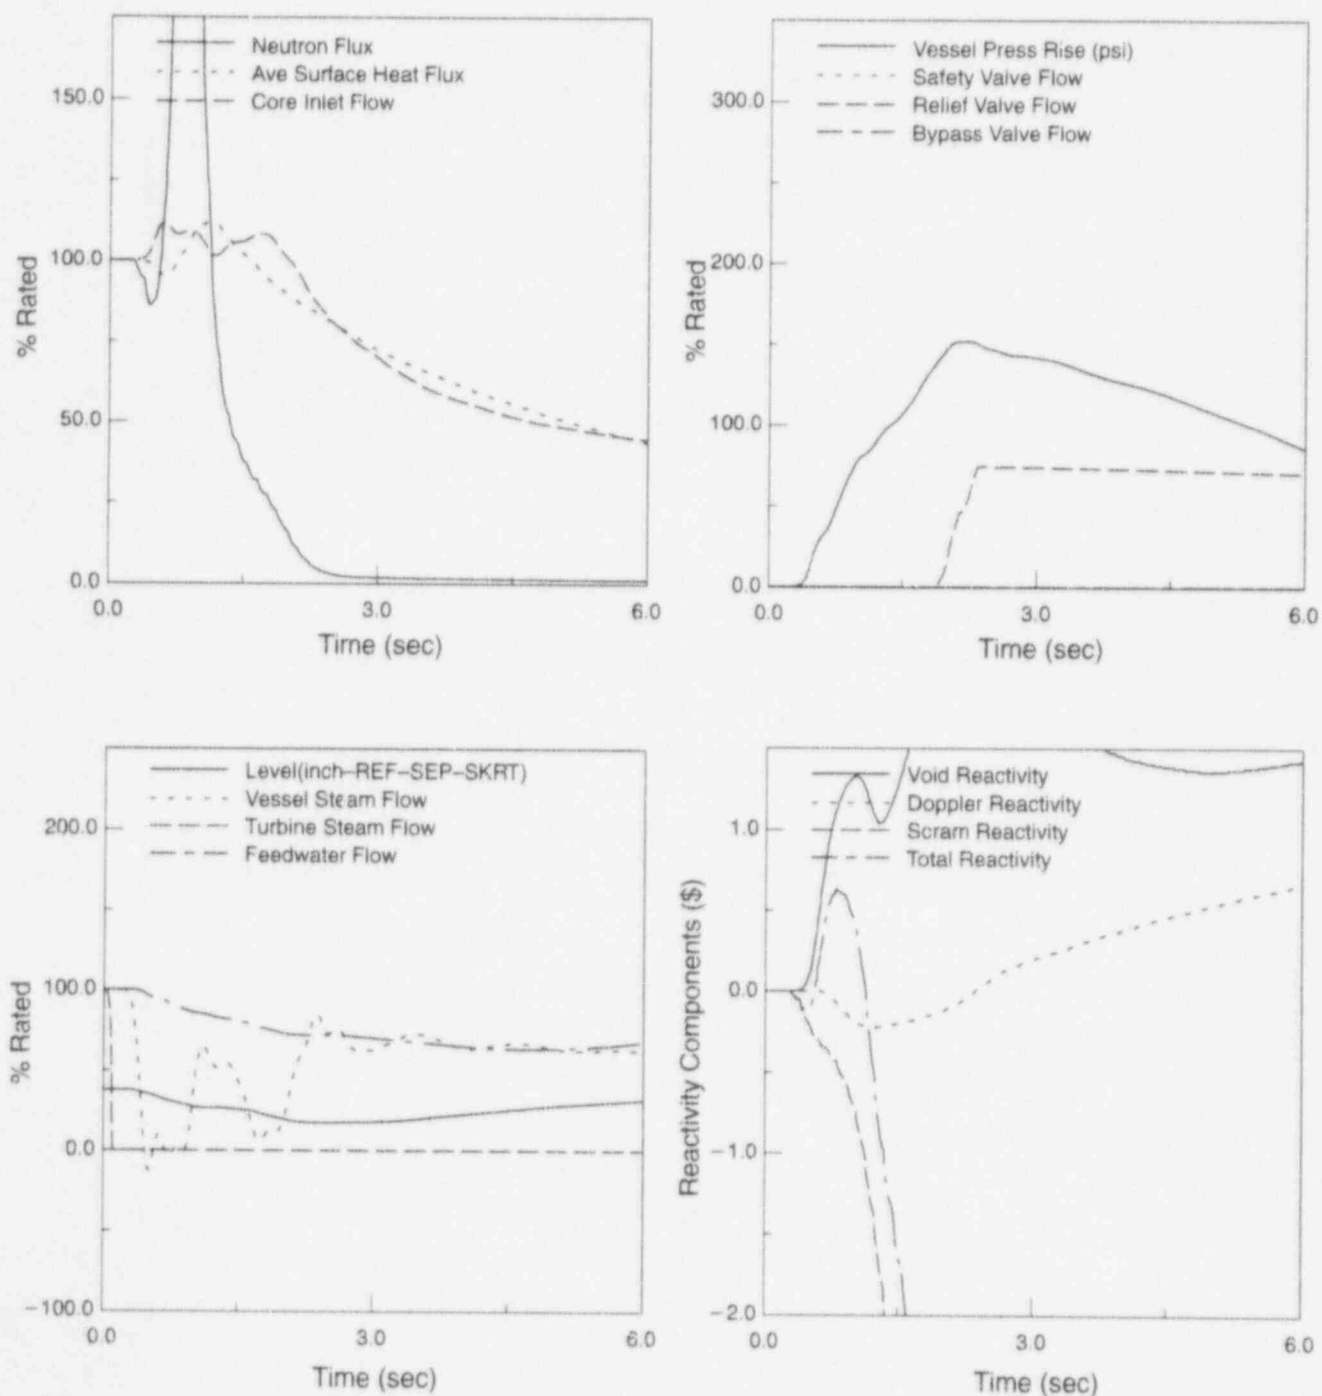 Neutron Flux
Ave Surface Heat Flux
Core Inlet Flow
150.0
100.0
50.0
0.0
% Rated
0.0
3.0
6.0
Time (sec)
Vessel Press Rise (psi)
Safety Valve Flow
Relief Valve Flow
Bypass Valve Flow
300.0
200.0
100.0
0.0
% Rated
0.0
3.0
6.0
Time (sec)
Level(inch-REF-SEP-SKRT)
Vessel Steam Flow
Turbine Steam Flow
Feedwater Flow
200.0
100.0
0.0
-100.0
% Rated
0.0
3.0
6.0
Time (sec)
Void Reactivity
Doppler Reactivity
Scram Reactivity
Total Reactivity
1.0
0.0
-1.0
-2.0
Reactivity Components ($)
0.0
3.0
6.0
Time (sec)